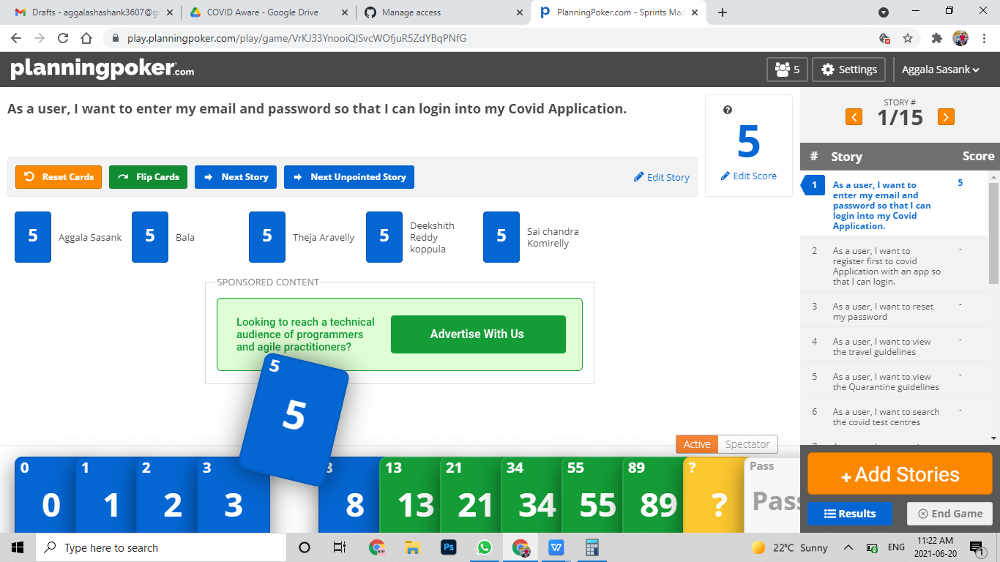 Drafts - aggalashashank3607@g
COVID Aware - Google Drive
Manage access
PlanningPoker.com - Sprints Mad
play.planningpoker.com/play/game/VrKJ33YnooiQlSvcWOfjuR5ZdYBqPNfG
planningpoker.com
5
Settings
Aggala Sasank
As a user, I want to enter my email and password so that I can login into my Covid Application.
5
Edit Score
STORY #
1/15
Reset Cards
Flip Cards
Next Story
Next Unpointed Story
Edit Story
# Story Score
1
As a user, I want to
enter my email and
password so that I can
login into my Covid
Application.
5
2
As a user, I want to
register first to covid
Application with an app so
that I can login.
-
3
As a user, I want to reset
my password
-
4
As a user, I want to view
the travel guidelines
-
5
As a user, I want to view
the Quarantine guidelines
-
6
As a user, I want to search
the covid test centres
-
5 Aggala Sasank
5 Bala
5 Theja Aravelly
5 Deekshith
Reddy
koppula
5 Sai chandra
Komirelly
SPONSORED CONTENT
Looking to reach a technical
audience of programmers
and agile practitioners?
Advertise With Us
5
5
Active
Spectator
0
0
1
1
2
2
3
3
8
8
13
13
21
21
34
34
55
55
89
89
?
?
Pass
Pass
+ Add Stories
Results
End Game
Type here to search
Ps
W
22°C Sunny
ENG
11:22 AM
2021-06-20
1